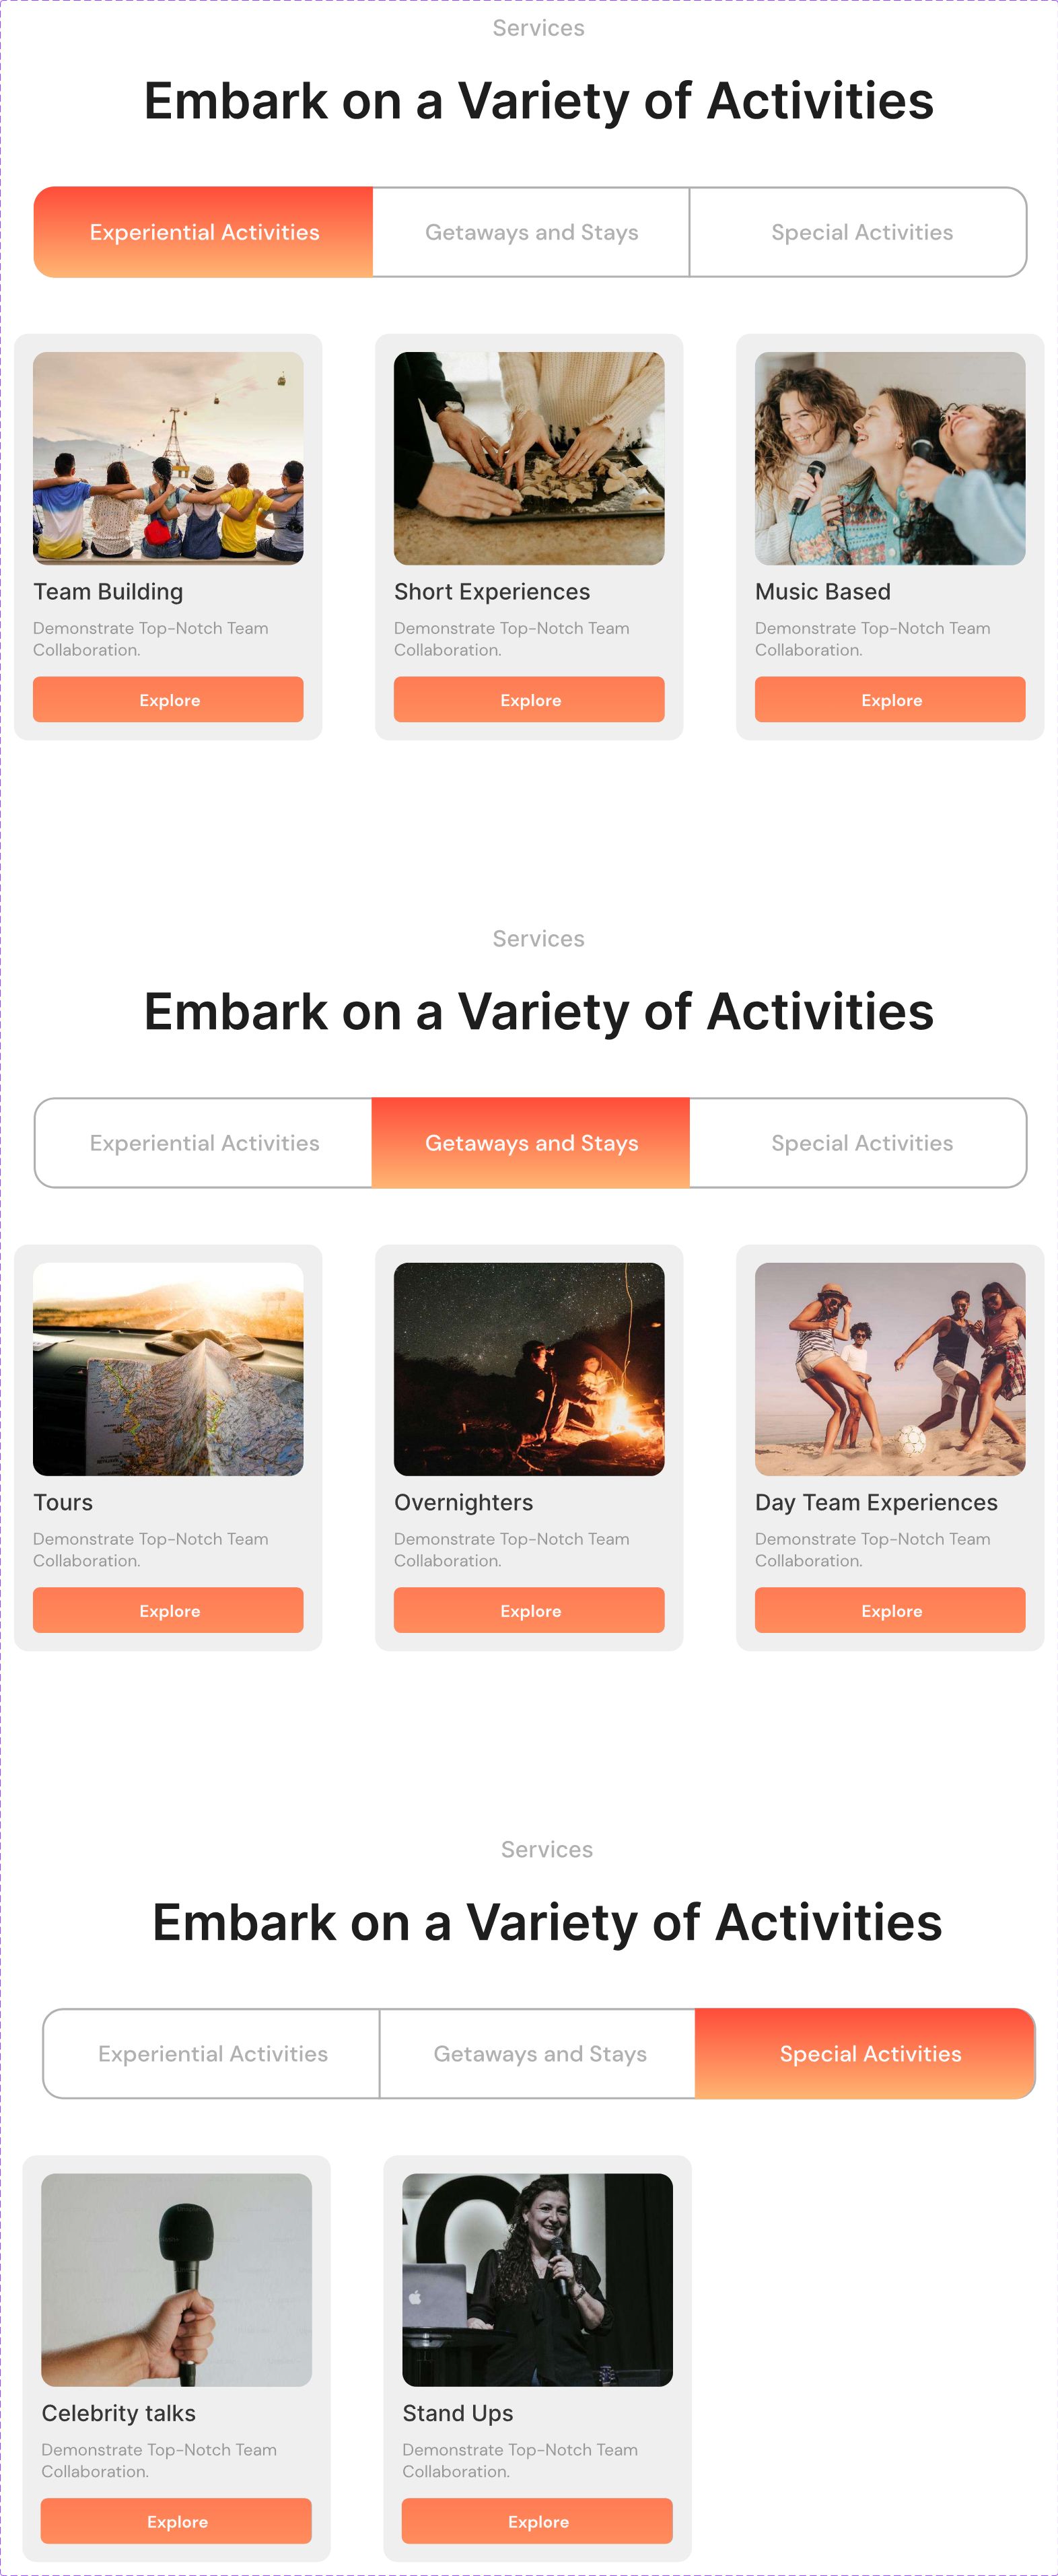 Services
Embark on a Variety of Activities
Experiential Activities
Getaways and Stays
Special Activities
Team Building
Demonstrate Top-Notch Team
Collaboration.
Explore
Short Experiences
Demonstrate Top-Notch Team
Collaboration.
Explore
Music Based
Demonstrate Top-Notch Team
Collaboration.
Explore
Services
Embark on a Variety of Activities
Experiential Activities
Getaways and Stays
Special Activities
Tours
Demonstrate Top-Notch Team
Collaboration.
Explore
Overnighters
Demonstrate Top-Notch Team
Collaboration.
Explore
Day Team Experiences
Demonstrate Top-Notch Team
Collaboration.
Explore
Services
Embark on a Variety of Activities
Experiential Activities
Getaways and Stays
Special Activities
Celebrity talks
Demonstrate Top-Notch Team
Collaboration.
Explore
Stand Ups
Demonstrate Top-Notch Team
Collaboration.
Explore